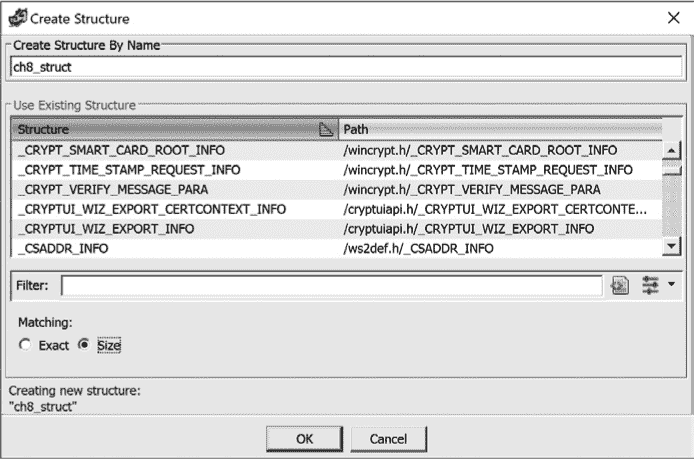 Create Structure
Create Structure By Name
ch8_struct
Use Existing Structure
Structure Path
_CRYPT_SMART_CARD_ROOT_INFO /wincrypt.h/_CRYPT_SMART_CARD_ROOT_INFO
_CRYPT_TIME_STAMP_REQUEST_INFO /wincrypt.h/_CRYPT_TIME_STAMP_REQUEST_INFO
_CRYPT_VERIFY_MESSAGE_PARA /wincrypt.h/_CRYPT_VERIFY_MESSAGE_PARA
_CRYPTUI_WIZ_EXPORT_CERTCONTEXT_INFO /cryptuiapi.h/_CRYPTUI_WIZ_EXPORT_CERTCONTE...
_CRYPTUI_WIZ_EXPORT_INFO /cryptuiapi.h/_CRYPTUI_WIZ_EXPORT_INFO
_CSADDR_INFO /ws2def.h/_CSADDR_INFO
Filter:
Matching:
Exact Size
Creating new structure:
"ch8_struct"
OK Cancel